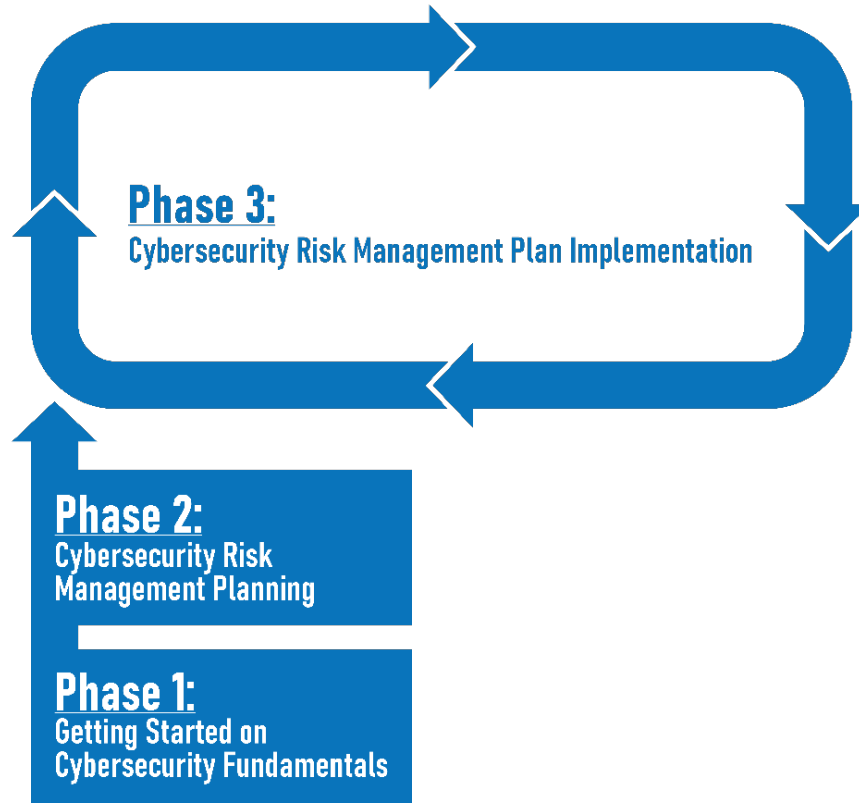 Phase 3:
Cybersecurity Risk Management Plan Implementation
Phase 2:
Cybersecurity Risk
Management Planning
Phase 1:
Getting Started on
Cybersecurity Fundamentals